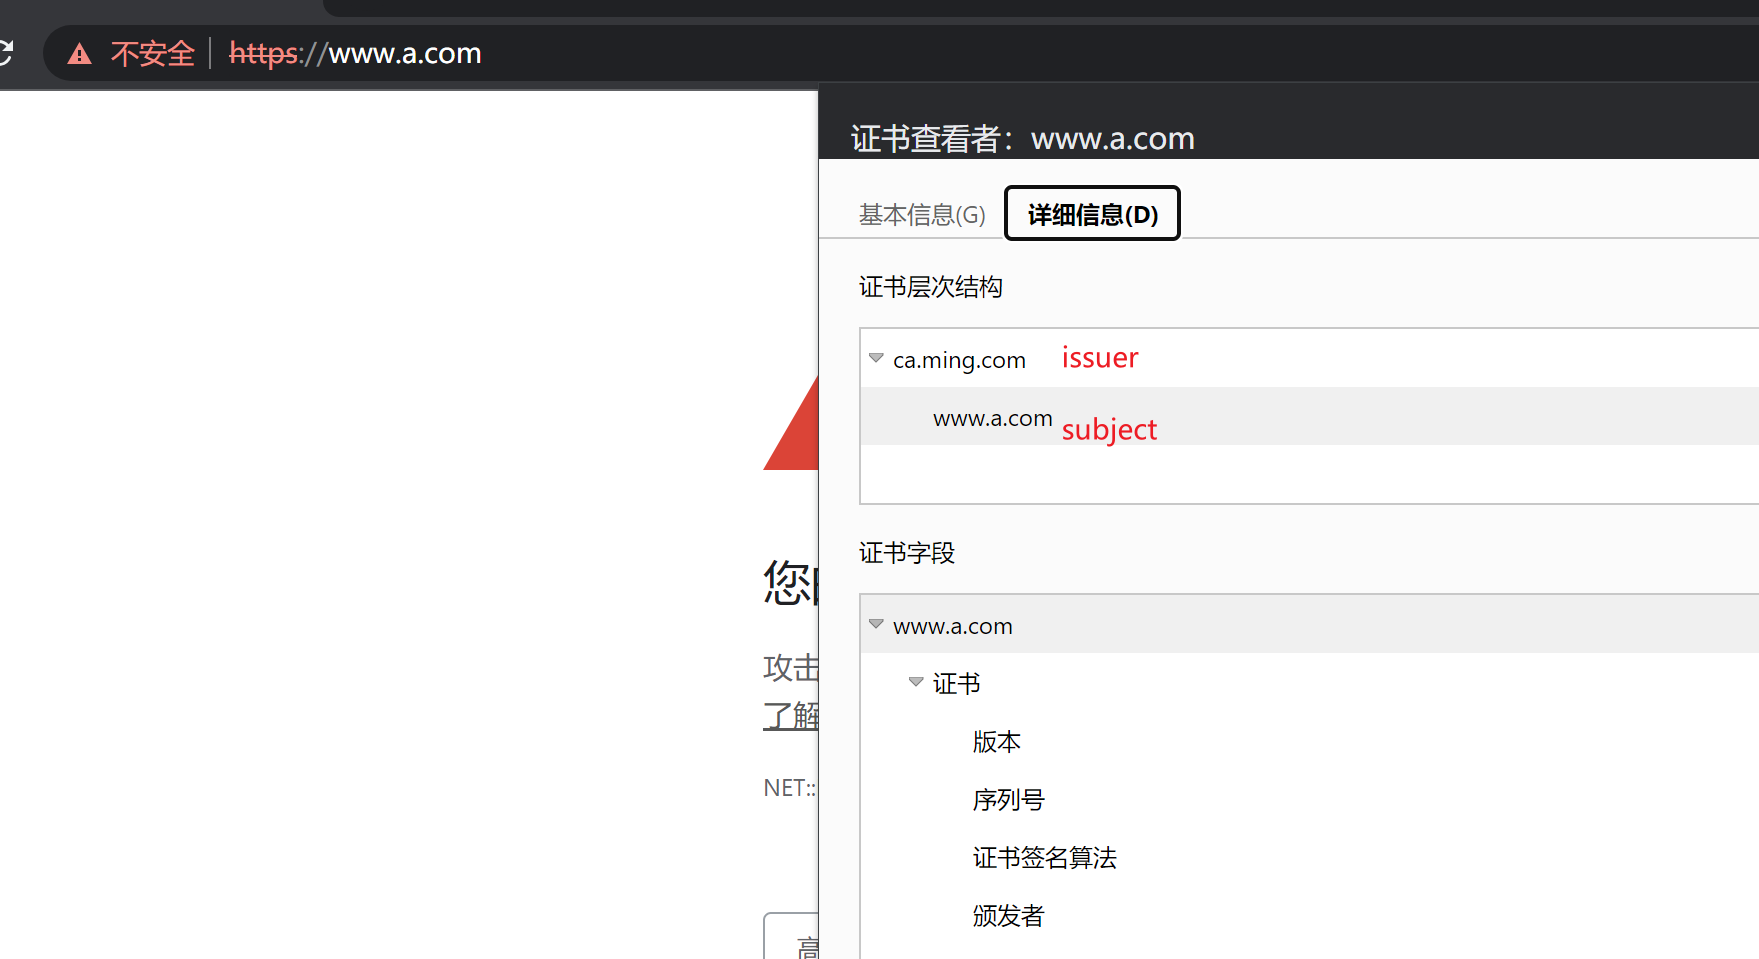 不安全 https://www.a.com
证书查看者：www.a.com
基本信息(G) 详细信息(D)
证书层次结构
ca.ming.com issuer
www.a.com subject
证书字段
www.a.com
证书
版本
序列号
证书签名算法
颁发者
您
攻击
了解
NET::
高